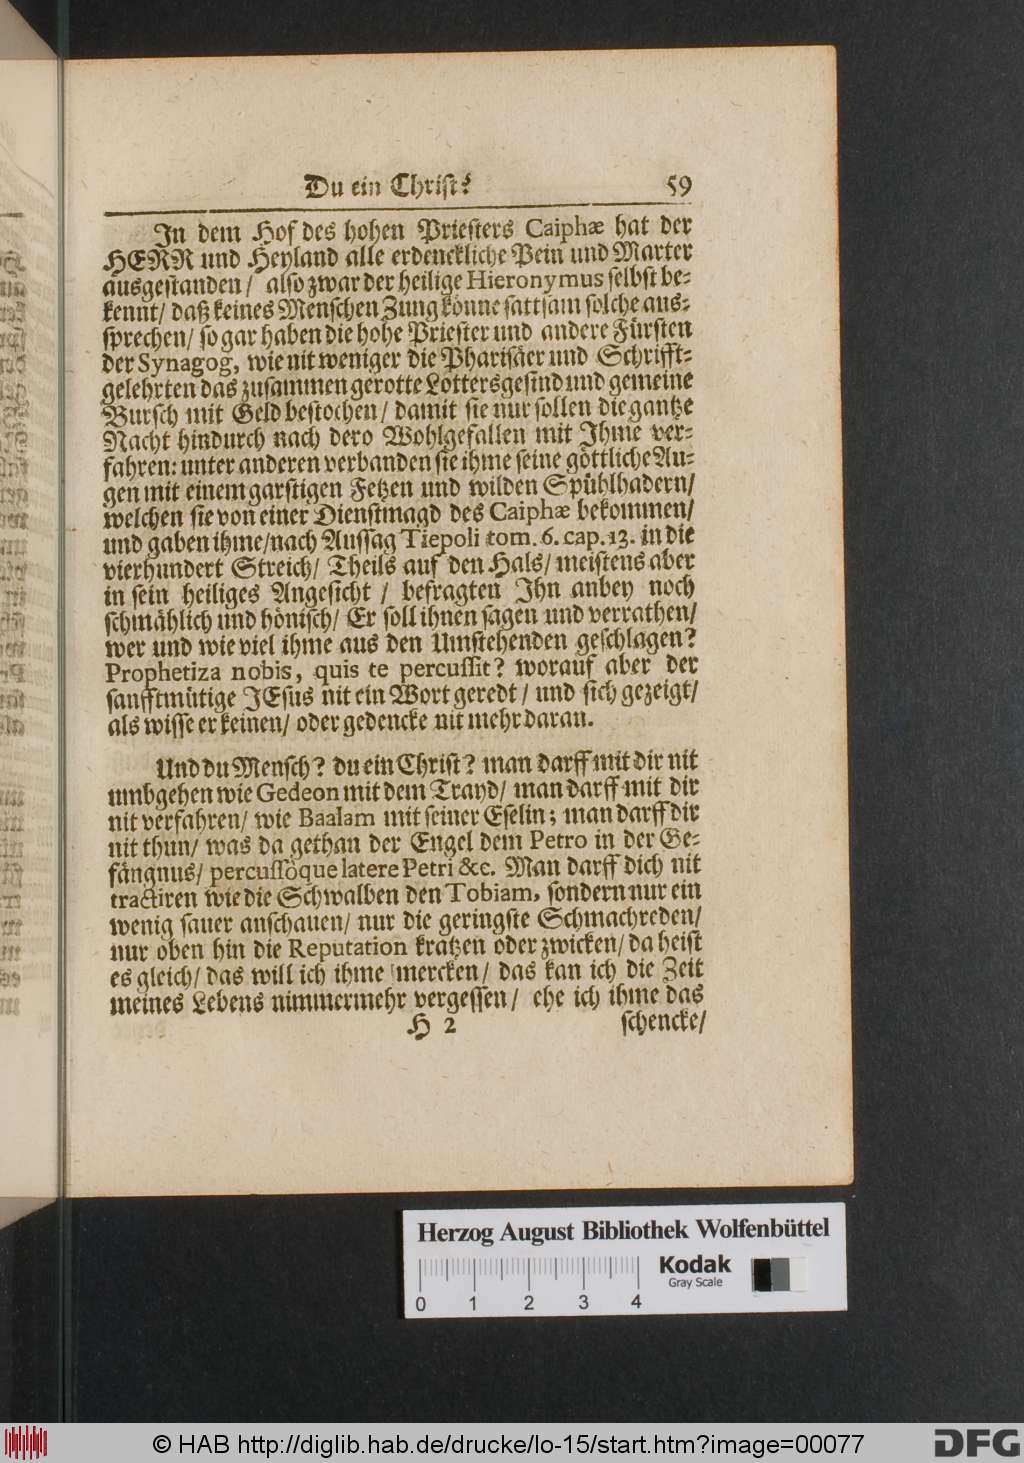 Du ein Christ? 59
In dem Hof des hohen Priesters Caiphæ hat der
HERR und Heyland alle erdenckliche Pein und Marter
ausgestanden/ also zwar der heilige Hieronymus selbst be-
kennt/ daß keines Menschen Zung könne sattsam solche aus-
sprechen/ so gar haben die hohe Priester und andere Fürsten
der Synagog, wie nit weniger die Pharisäer und Schrifft-
gelehrten das zusammen gerotte Lottersgesind und gemeine
Bursch mit Geld bestochen/ damit sie nur sollen die gantze
Nacht hindurch nach dero Wohlgefallen mit Ihme ver-
fahren: unter anderen verbanden sie ihme seine göttliche Au-
gen mit einem garstigen Fetzen und wilden Spühlhadern/
welchen sie von einer Dienstmagd des Caiphæ bekommen/
und gaben ihme/ nach Aussag Tiepoli tom. 6. cap. 13. in die
vierhundert Streich/ Theils auf den Hals/ meistens aber
in sein heiliges Angesicht/ befragten Ihn anbey noch
schmählich und hönisch/ Er soll ihnen sagen und verrathen/
wer und wie viel ihme aus den Umstehenden geschlagen?
Prophetiza nobis, quis te percussit? worauf aber der
sanfftmütige JEsus nit ein Wort geredt/ und sich gezeigt/
als wisse er keinen/ oder gedencke nit mehr daran.
Und du Mensch? du ein Christ? man darff mit dir nit
umbgehen wie Gedeon mit dem Trayd/ man darff mit dir
nit verfahren/ wie Baalam mit seiner Eselin; man darff dir
nit thun/ was da gethan der Engel dem Petro in der Ge-
fängnus/ percussôque latere Petri &c. Man darff dich nit
tractiren wie die Schwalben den Tobiam, sondern nur ein
wenig sauer anschauen/ nur die geringste Schmachreden/
nur oben hin die Reputation kratzen oder zwicken/ da heist
es gleich/ das will ich ihme mercken/ das kan ich die Zeit
meines Lebens nimmermehr vergessen/ ehe ich ihme das
H 2 schencke/
Herzog August Bibliothek Wolfenbüttel
Kodak
Gray Scale
0 1 2 3 4
© HAB http://diglib.hab.de/drucke/lo-15/start.htm?image=00077
DFG